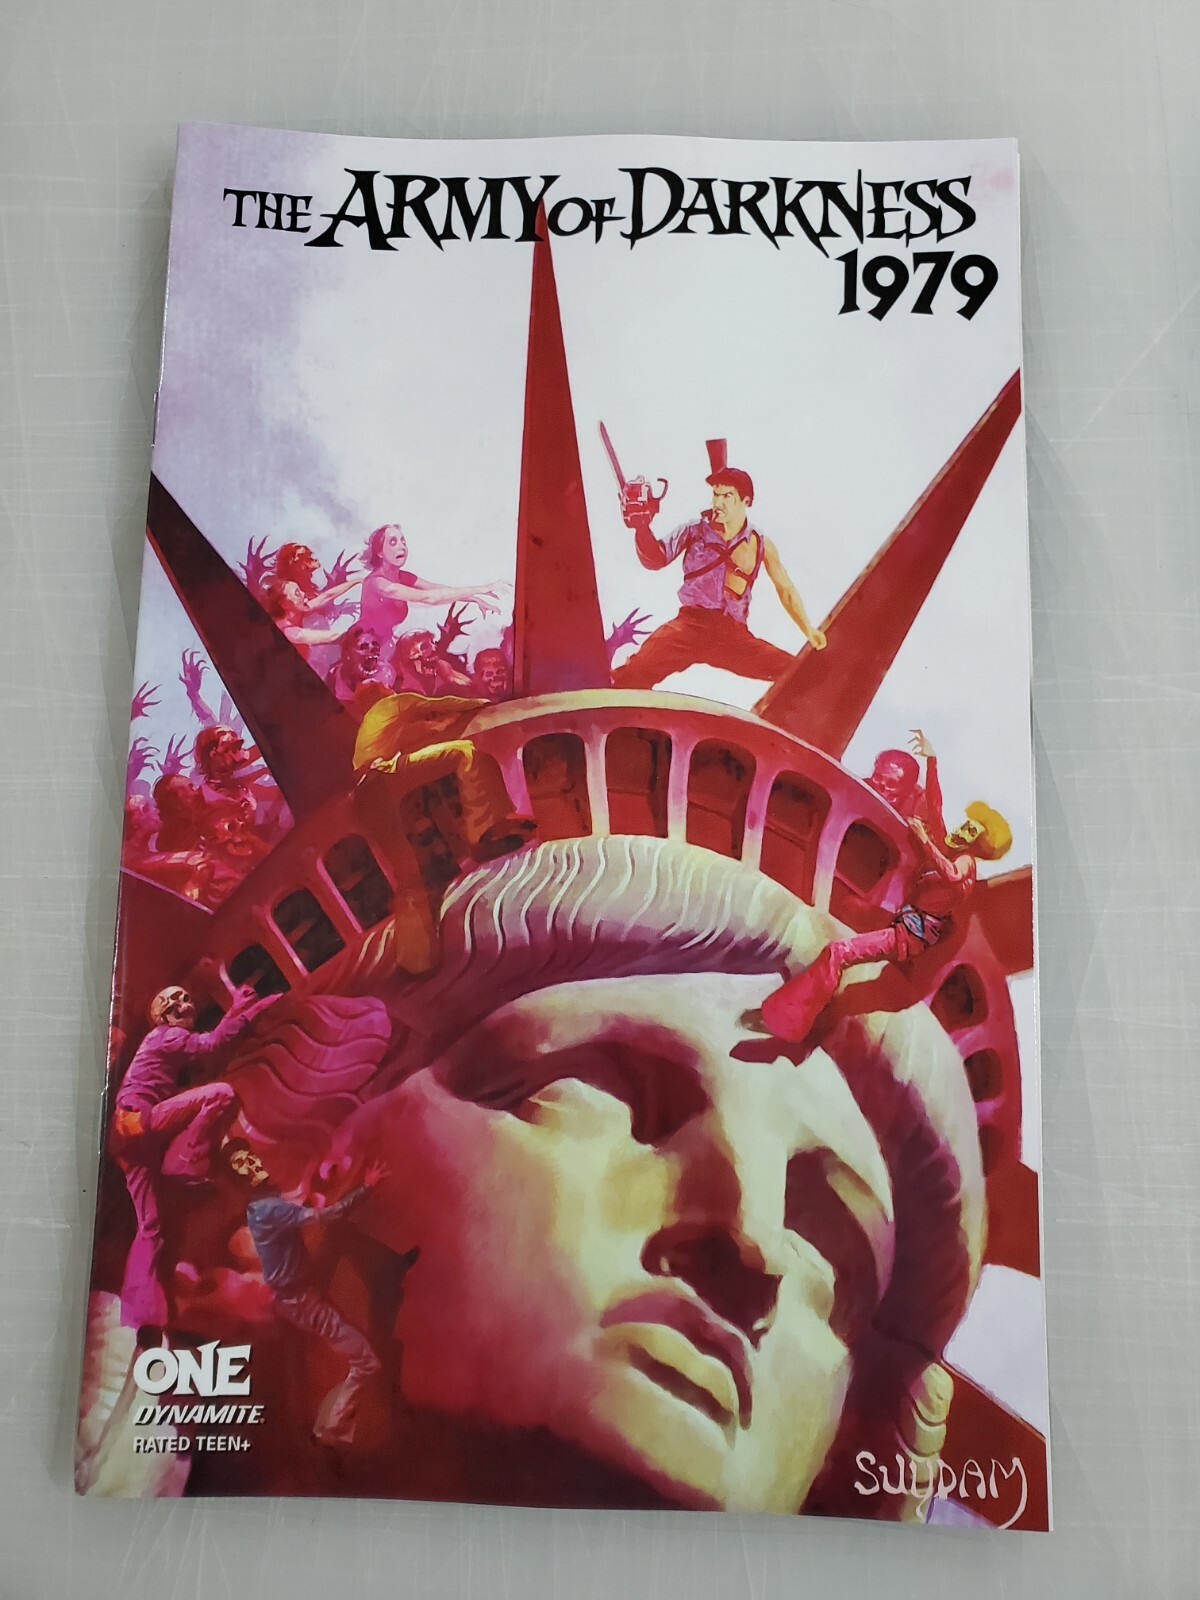 THE ARMY OF DARKNESS
1979
ONE
DYNAMITE
RATED TEEN+
SUYDAM